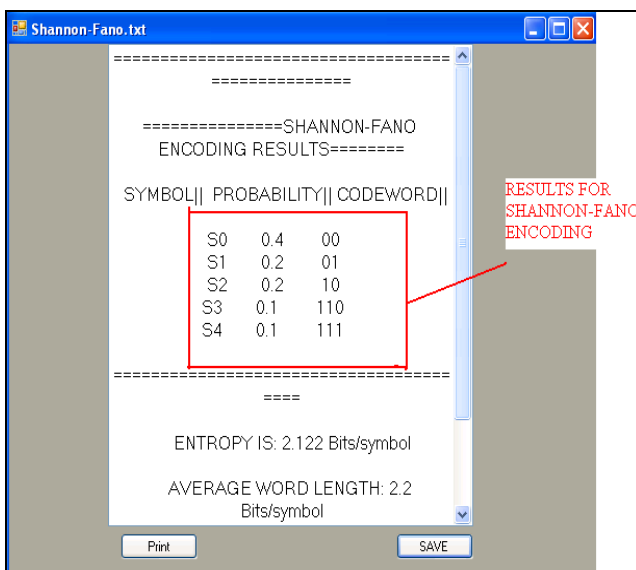 Shannon-Fano.txt
====================================
===============
===============SHANNON-FANO
ENCODING RESULTS========
SYMBOL|| PROBABILITY|| CODEWORD||
S0 0.4 00
S1 0.2 01
S2 0.2 10
S3 0.1 110
S4 0.1 111
====================================
====
ENTROPY IS: 2.122 Bits/symbol
AVERAGE WORD LENGTH: 2.2
Bits/symbol
Print
SAVE
RESULTS FOR
SHANNON-FANO
ENCODING